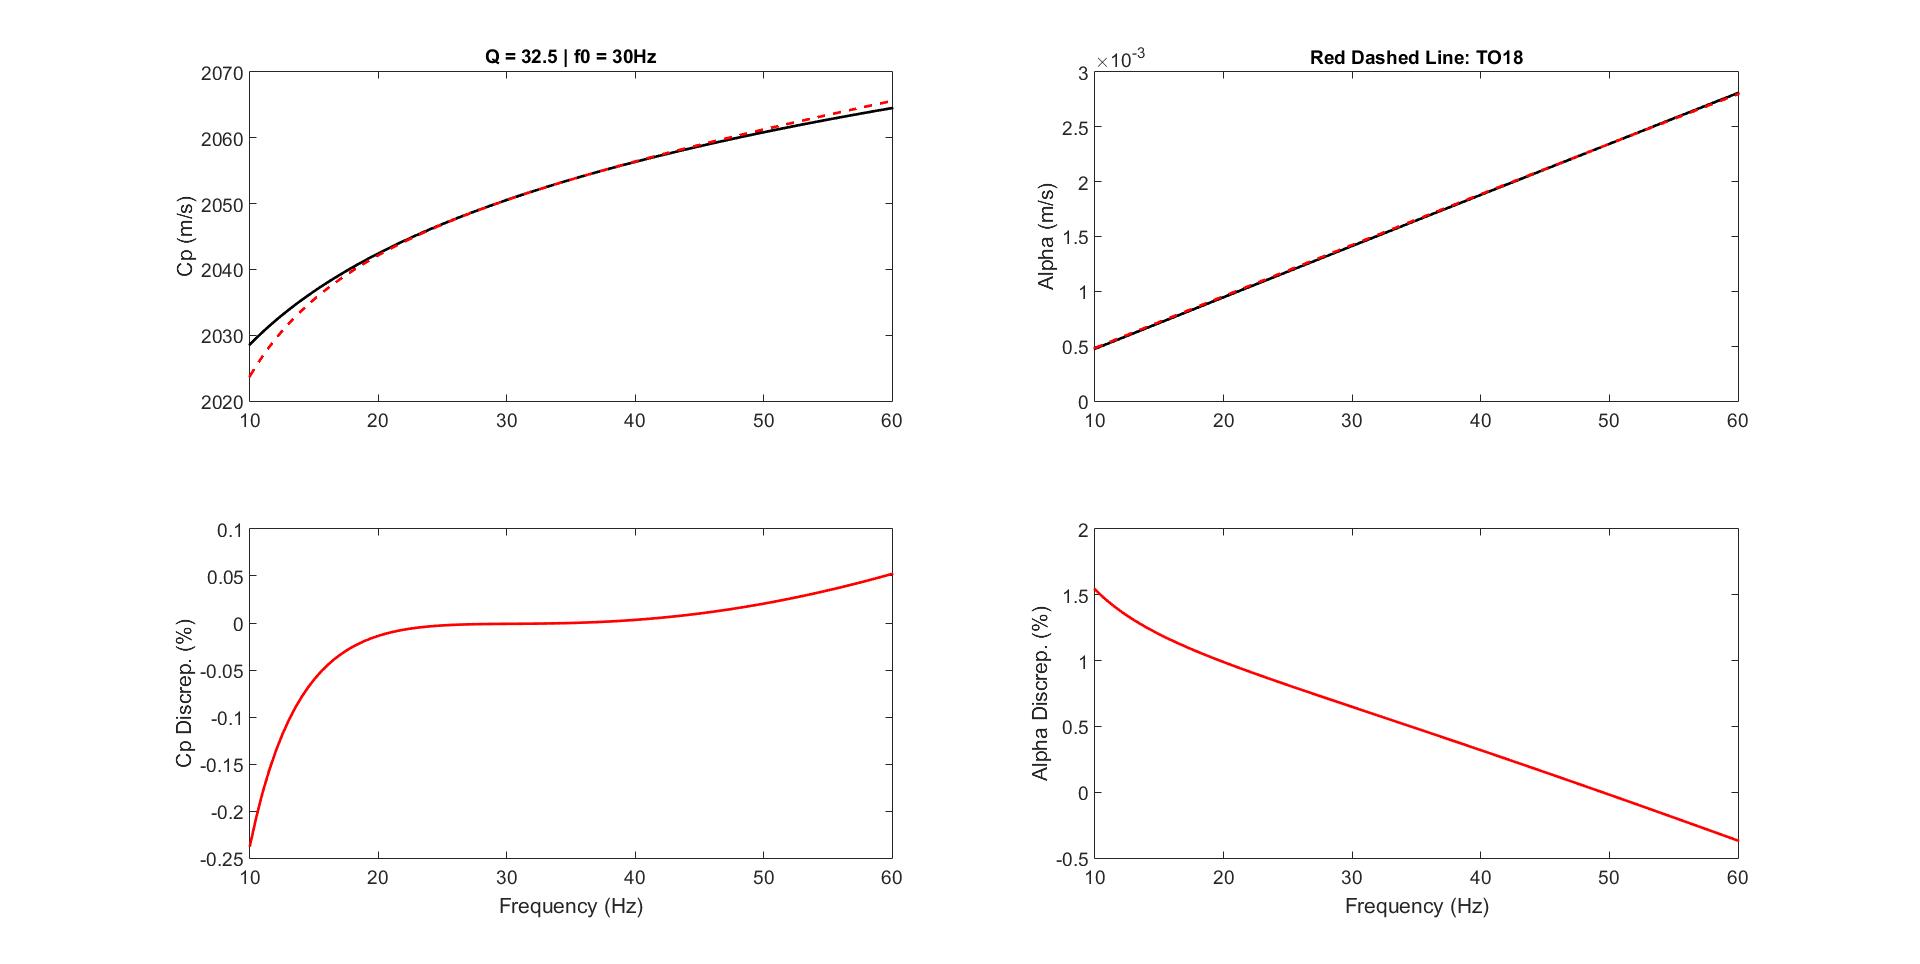 Q = 32.5 | f0 = 30Hz
2070
2060
2050
2040
2030
2020
Cp (m/s)
10 20 30 40 50 60
Red Dashed Line: TO18
×10-3
3
2.5
2
1.5
1
0.5
0
Alpha (m/s)
10 20 30 40 50 60
0.1
0.05
0
-0.05
-0.1
-0.15
-0.2
-0.25
Cp Discrep. (%)
10 20 30 40 50 60
Frequency (Hz)
2
1.5
1
0.5
0
-0.5
Alpha Discrep. (%)
10 20 30 40 50 60
Frequency (Hz)